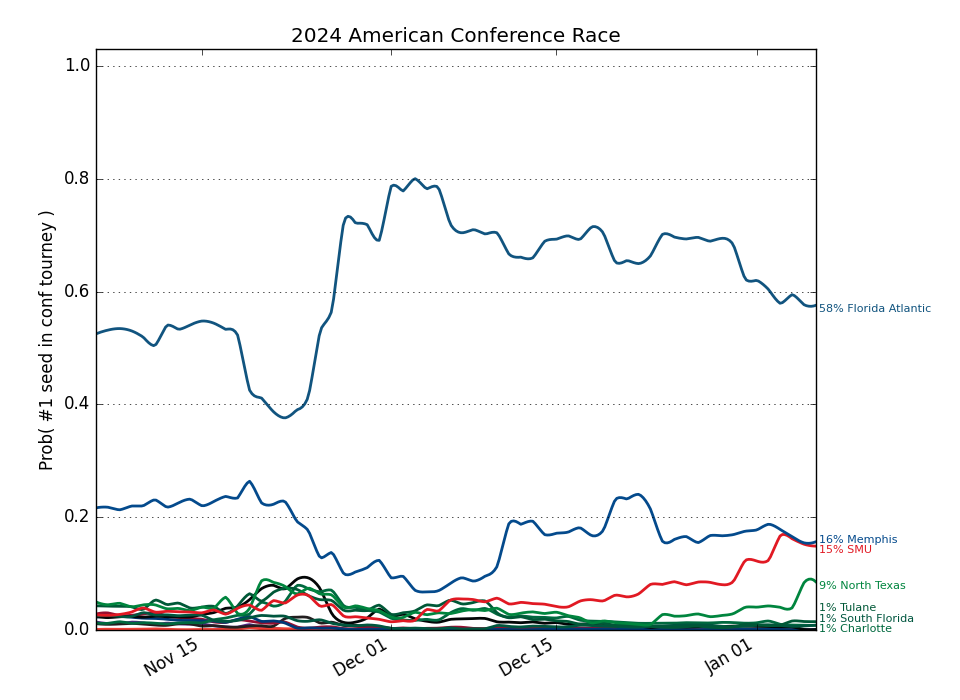 2024 American Conference Race
Prob( #1 seed in conf tourney )
1.0
0.8
0.6
0.4
0.2
0.0
Nov 15
Dec 01
Dec 15
Jan 01
58% Florida Atlantic
16% Memphis
15% SMU
9% North Texas
1% Tulane
1% South Florida
1% Charlotte